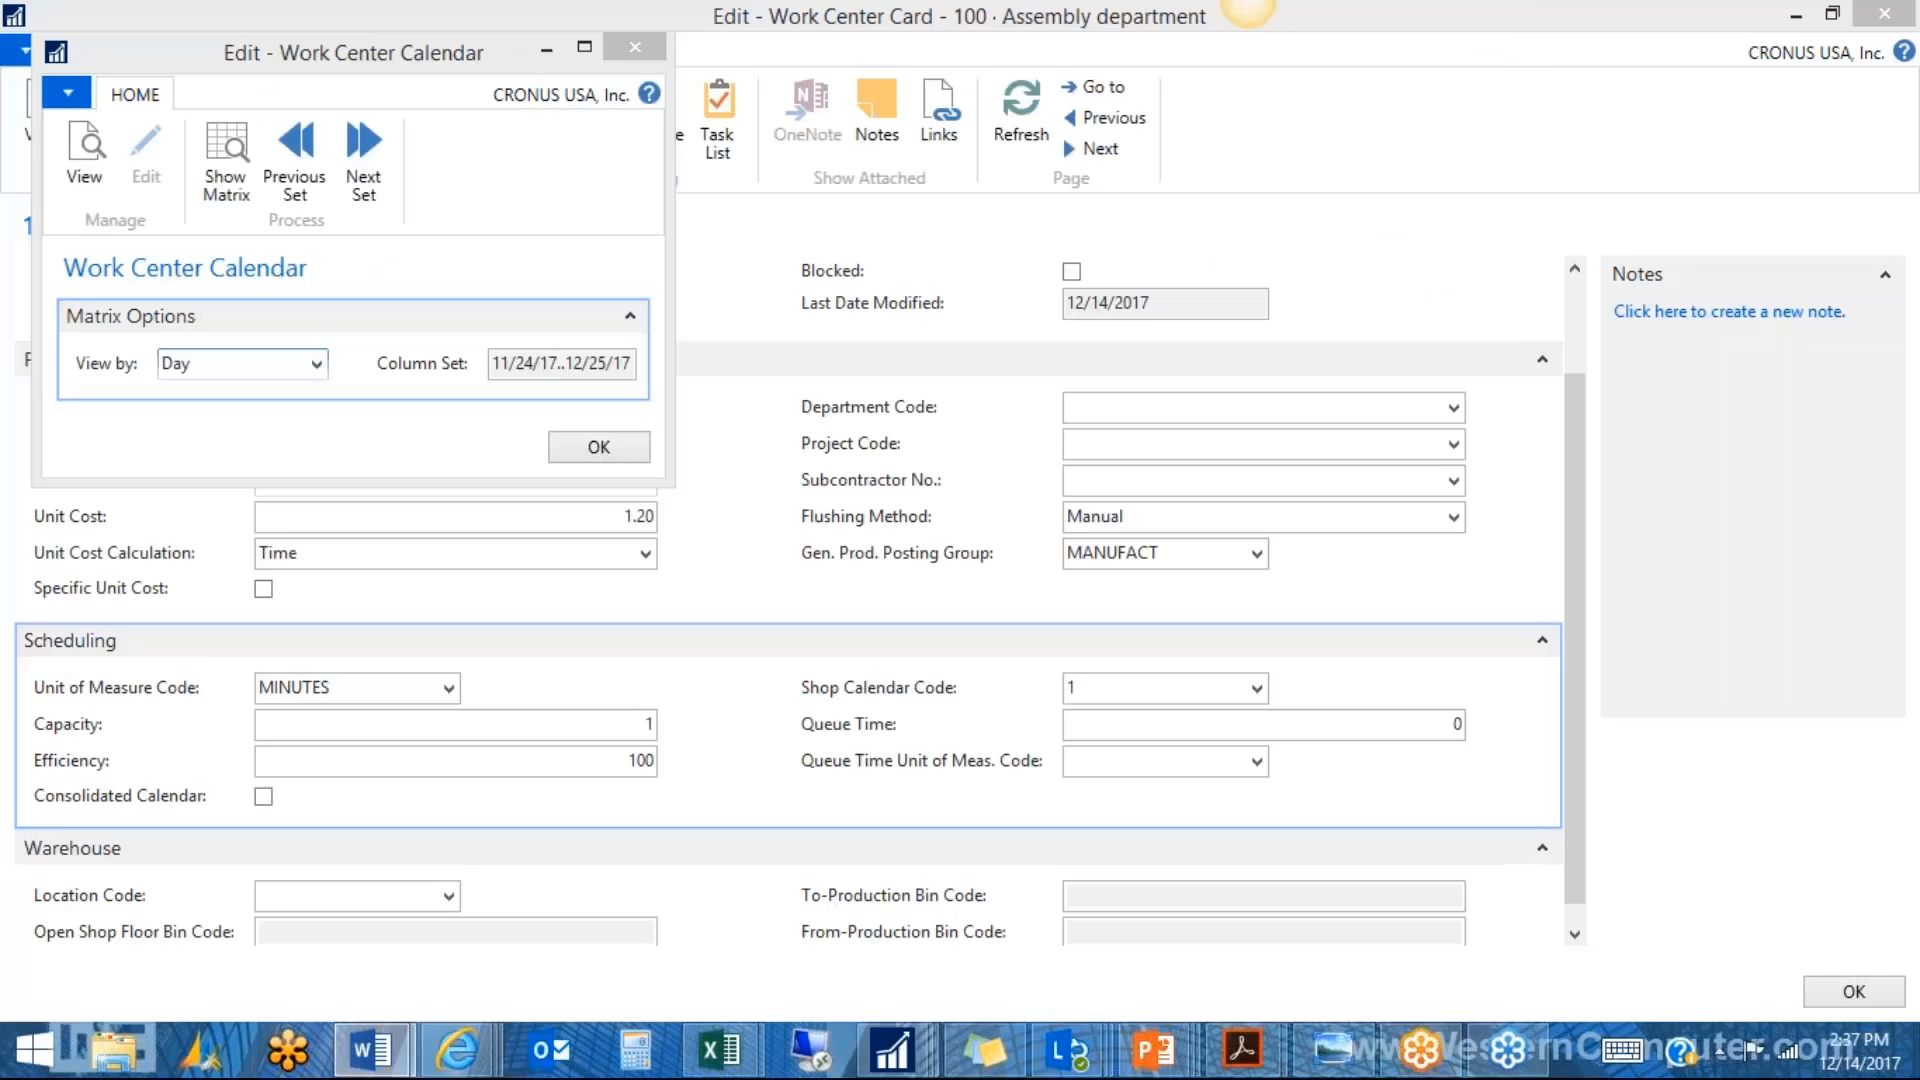 Edit - Work Center Card - 100 · Assembly department
Edit - Work Center Calendar
CRONUS USA, Inc.
HOME
CRONUS USA, Inc.
View
Edit
Show Matrix
Previous Set
Next Set
Manage
Process
Task List
OneNote
Notes
Links
Show Attached
Refresh
Go to
Previous
Next
Page
Work Center Calendar
Matrix Options
View by: Day
Column Set: 11/24/17..12/25/17
OK
Blocked:
Last Date Modified: 12/14/2017
Notes
Click here to create a new note.
Department Code:
Project Code:
Subcontractor No.:
Unit Cost: 1.20
Flushing Method: Manual
Unit Cost Calculation: Time
Gen. Prod. Posting Group: MANUFACT
Specific Unit Cost:
Scheduling
Unit of Measure Code: MINUTES
Shop Calendar Code: 1
Capacity: 1
Queue Time: 0
Efficiency: 100
Queue Time Unit of Meas. Code:
Consolidated Calendar:
Warehouse
Location Code:
To-Production Bin Code:
Open Shop Floor Bin Code:
From-Production Bin Code:
OK
www.WesternComputer.com
2:37 PM
12/14/2017